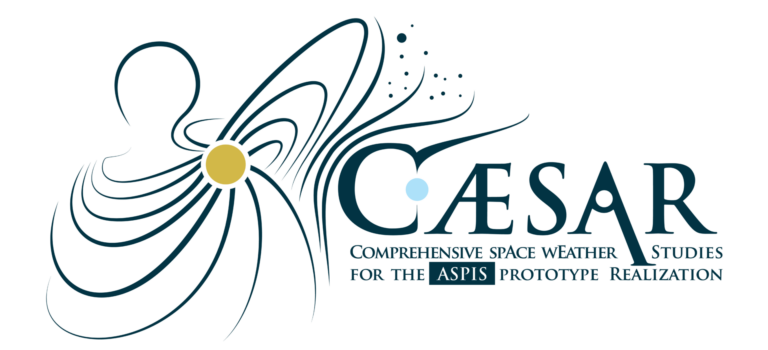 CÆSAR
COMPREHENSIVE SPACE WEATHER STUDIES
FOR THE ASPIS PROTOTYPE REALIZATION